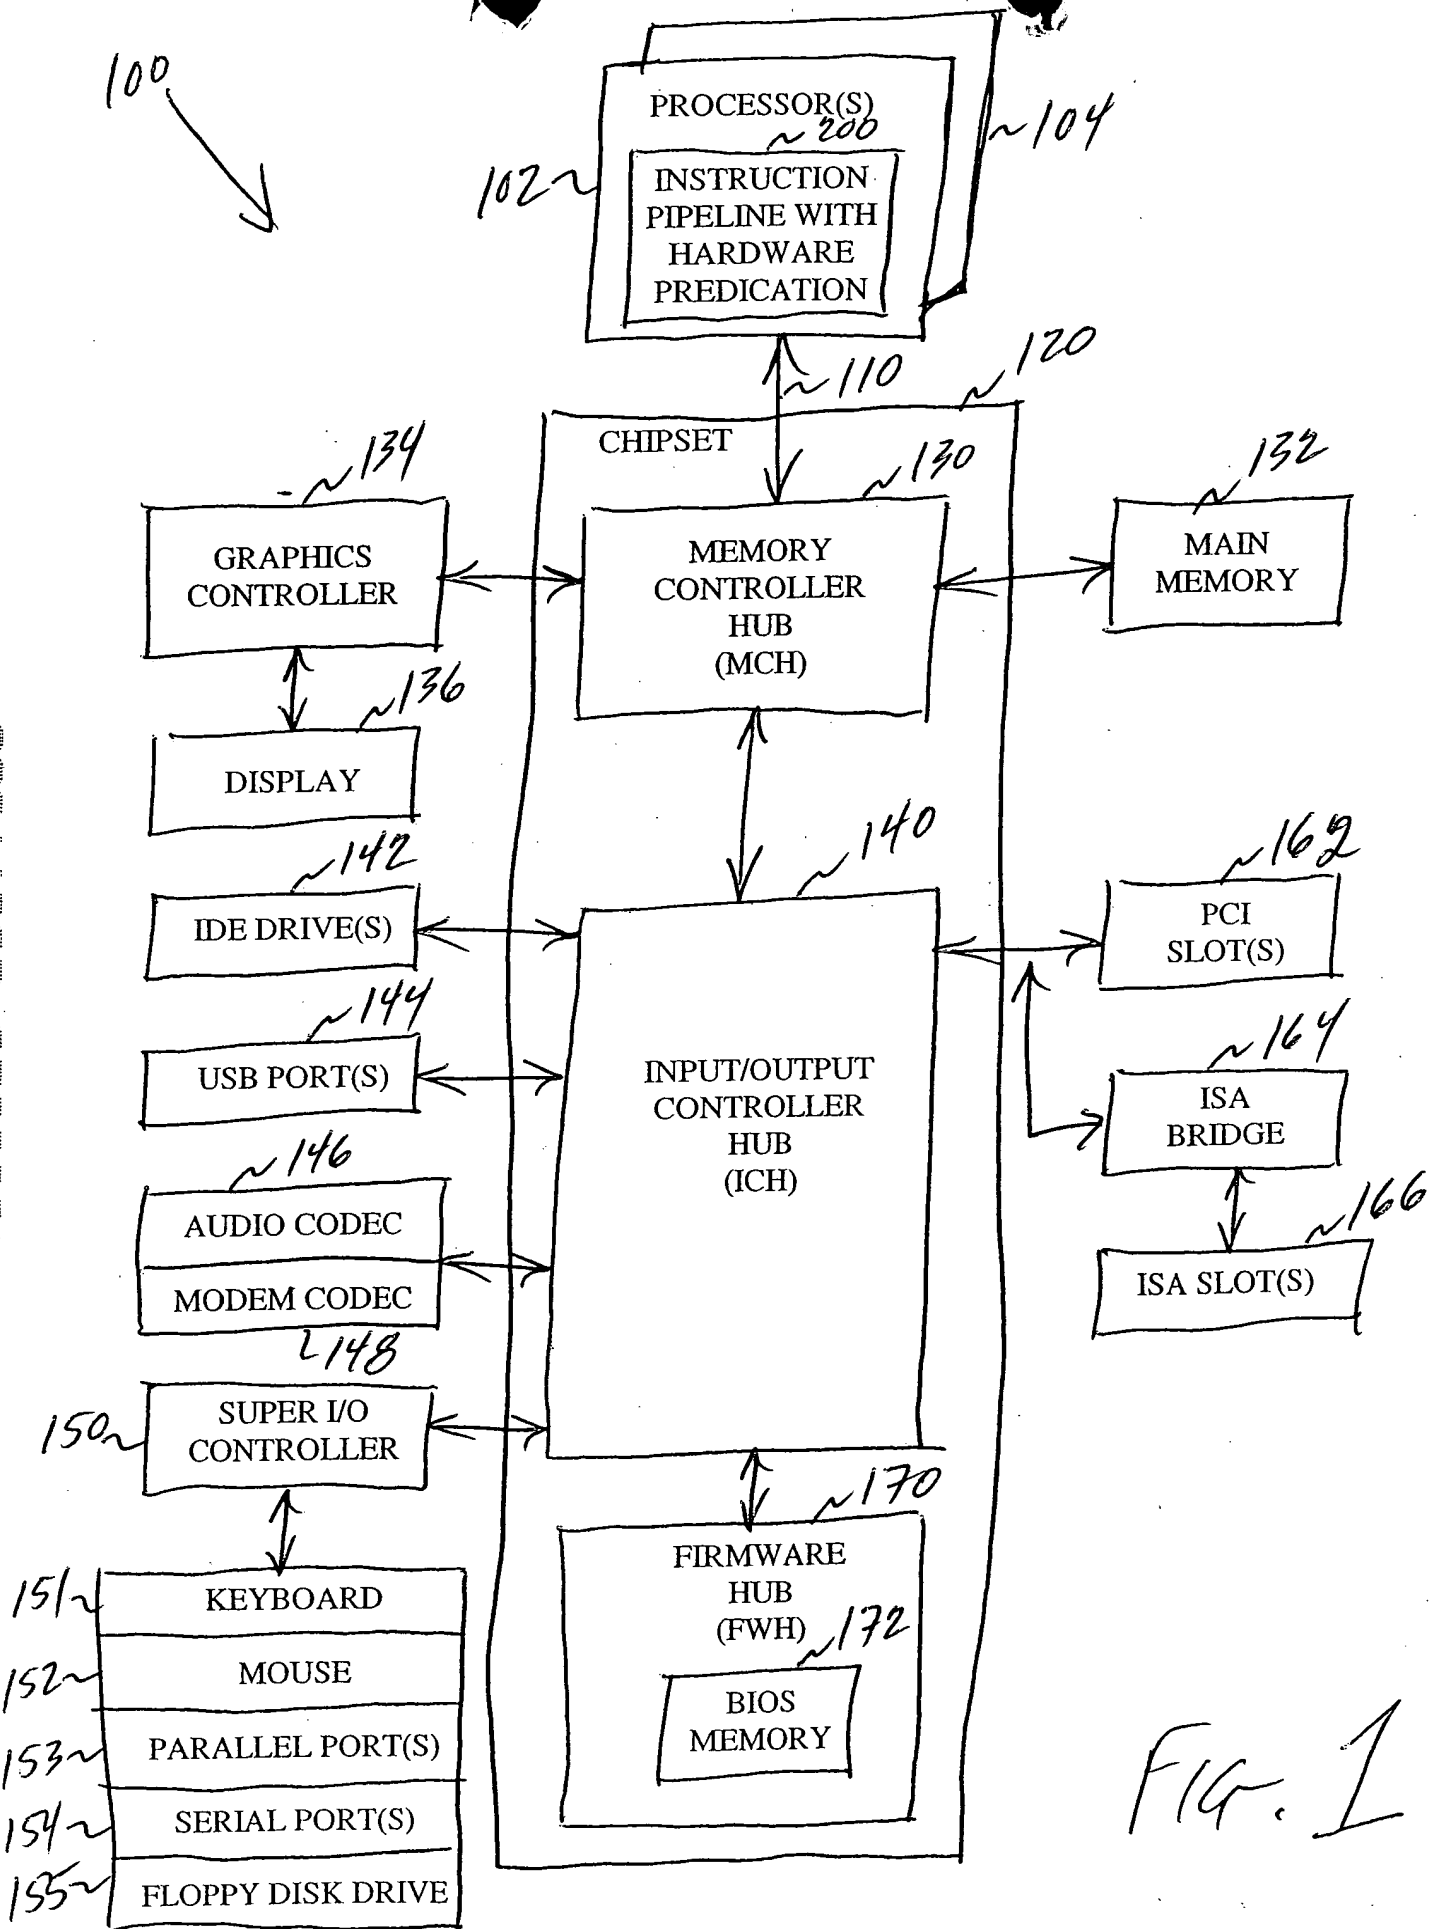 100
PROCESSOR(S)
200
104
102
INSTRUCTION
PIPELINE WITH
HARDWARE
PREDICATION
110
120
CHIPSET
134
130
132
GRAPHICS
CONTROLLER
MEMORY
CONTROLLER
HUB
(MCH)
MAIN
MEMORY
136
DISPLAY
142
140
162
IDE DRIVE(S)
PCI
SLOT(S)
144
USB PORT(S)
INPUT/OUTPUT
CONTROLLER
HUB
(ICH)
164
ISA
BRIDGE
146
AUDIO CODEC
MODEM CODEC
148
166
ISA SLOT(S)
150
SUPER I/O
CONTROLLER
170
FIRMWARE
HUB
(FWH)
172
BIOS
MEMORY
151
KEYBOARD
152
MOUSE
153
PARALLEL PORT(S)
154
SERIAL PORT(S)
155
FLOPPY DISK DRIVE
FIG. 1